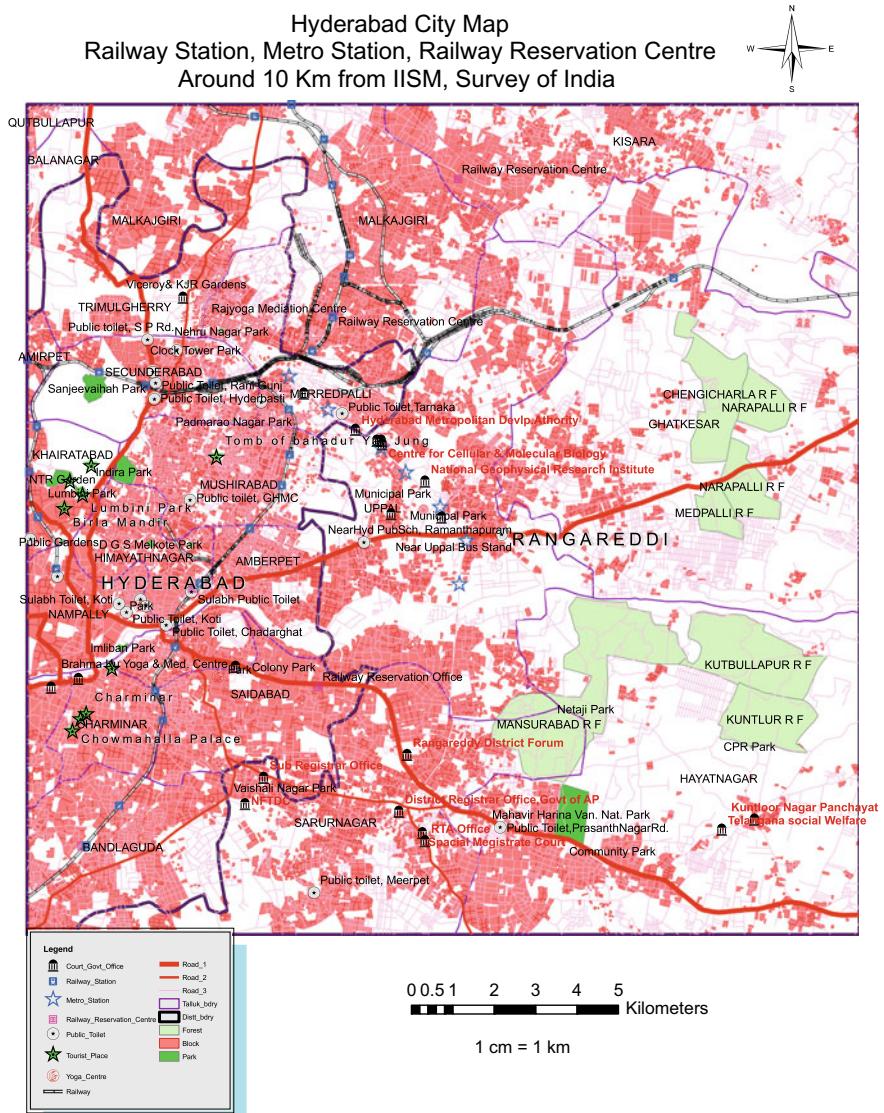 Hyderabad City Map
Railway Station, Metro Station, Railway Reservation Centre
Around 10 Km from IISM, Survey of India
N
W
E
S
QUTBULLAPUR
KISARA
BALANAGAR
Railway Reservation Centre
MALKAJGIRI
MALKAJGIRI
Viceroy& KJR Gardens
TRIMULGHERRY
Rajyoga Mediation Centre
Public toilet, S P Rd.
Nehru Nagar Park
Railway Reservation Centre
Clock Tower Park
AMIRPET
SECUNDERABAD
Sanjeevaihah Park
Public Toilet, Rani Gunj
MERREDPALLI
CHENGICHARLA R F
Public Toilet, Hyderbasti
Public Toilet,Tarnaka
NARAPALLI R F
Padmarao Nagar Park
Hyderabad Metropolitan Devlp Athority
GHATKESAR
Tomb of bahadur Yar Jung
KHAIRATABAD
Centre for Cellular & Molecular Biology
Indira Park
National Geophysical Research Institute
NTR Garden
MUSHIRABAD
NARAPALLI R F
Lumbini Park
Public toilet, GHMC
Municipal Park
Lumbini Park
UPPAL
Municipal Park
MEDPALLI R F
Birla Mandir
NearHyd PubSch, Ramanthapuram
Public Gardens
D G S Melkote Park
Near Uppal Bus Stand
RANGAREDDI
HIMAYATHNAGAR
AMBERPET
HYDERABAD
Sulabh Toilet, Koti
Park
Sulabh Public Toilet
NAMPALLY
Public Toilet, Koti
Public Toilet, Chadarghat
Imliban Park
Brahma
Yoga & Med. Centre
Park
Colony Park
KUTBULLAPUR R F
Railway Reservation Office
Charminar
SAIDABAD
Netaji Park
CHARMINAR
MANSURABAD R F
KUNTLUR R F
Chowmahalla Palace
Rangareddy District Forum
CPR Park
Sub Registrar Office
HAYATNAGAR
Vaishali Nagar Park
NFTDC
District Registrar Office,Govt of AP
Kuntloor Nagar Panchayat
SARURNAGAR
Mahavir Harina Van. Nat. Park
Telangana social Welfare
RTA Office
Public Toilet,PrasanthNagarRd.
Spacial Megistrate Court
BANDLAGUDA
Community Park
Public toilet, Meerpet
Legend
Court_Govt_Office
Railway_Station
Metro_Station
Railway_Reservation_Centre
Public_Toilet
Tourist_Place
Yoga_Centre
Railway
Road_1
Road_2
Road_3
Talluk_bdry
Distt_bdry
Forest
Block
Park
0 0.5 1 2 3 4 5
Kilometers
1 cm = 1 km